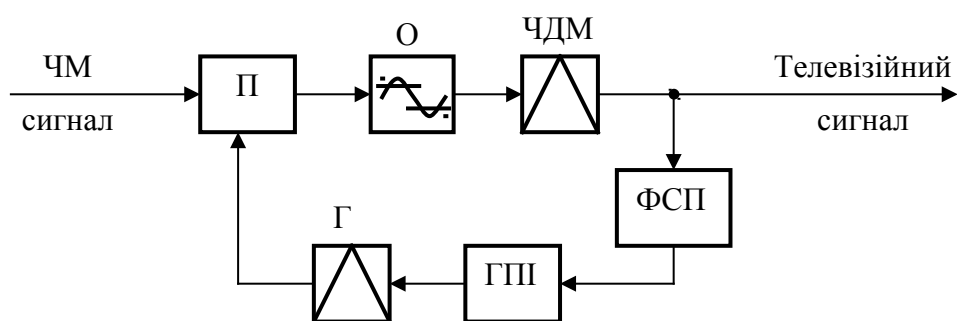 О
ЧДМ
ЧМ
сигнал
П
Телевізійний
сигнал
ФСП
Г
ГПІ